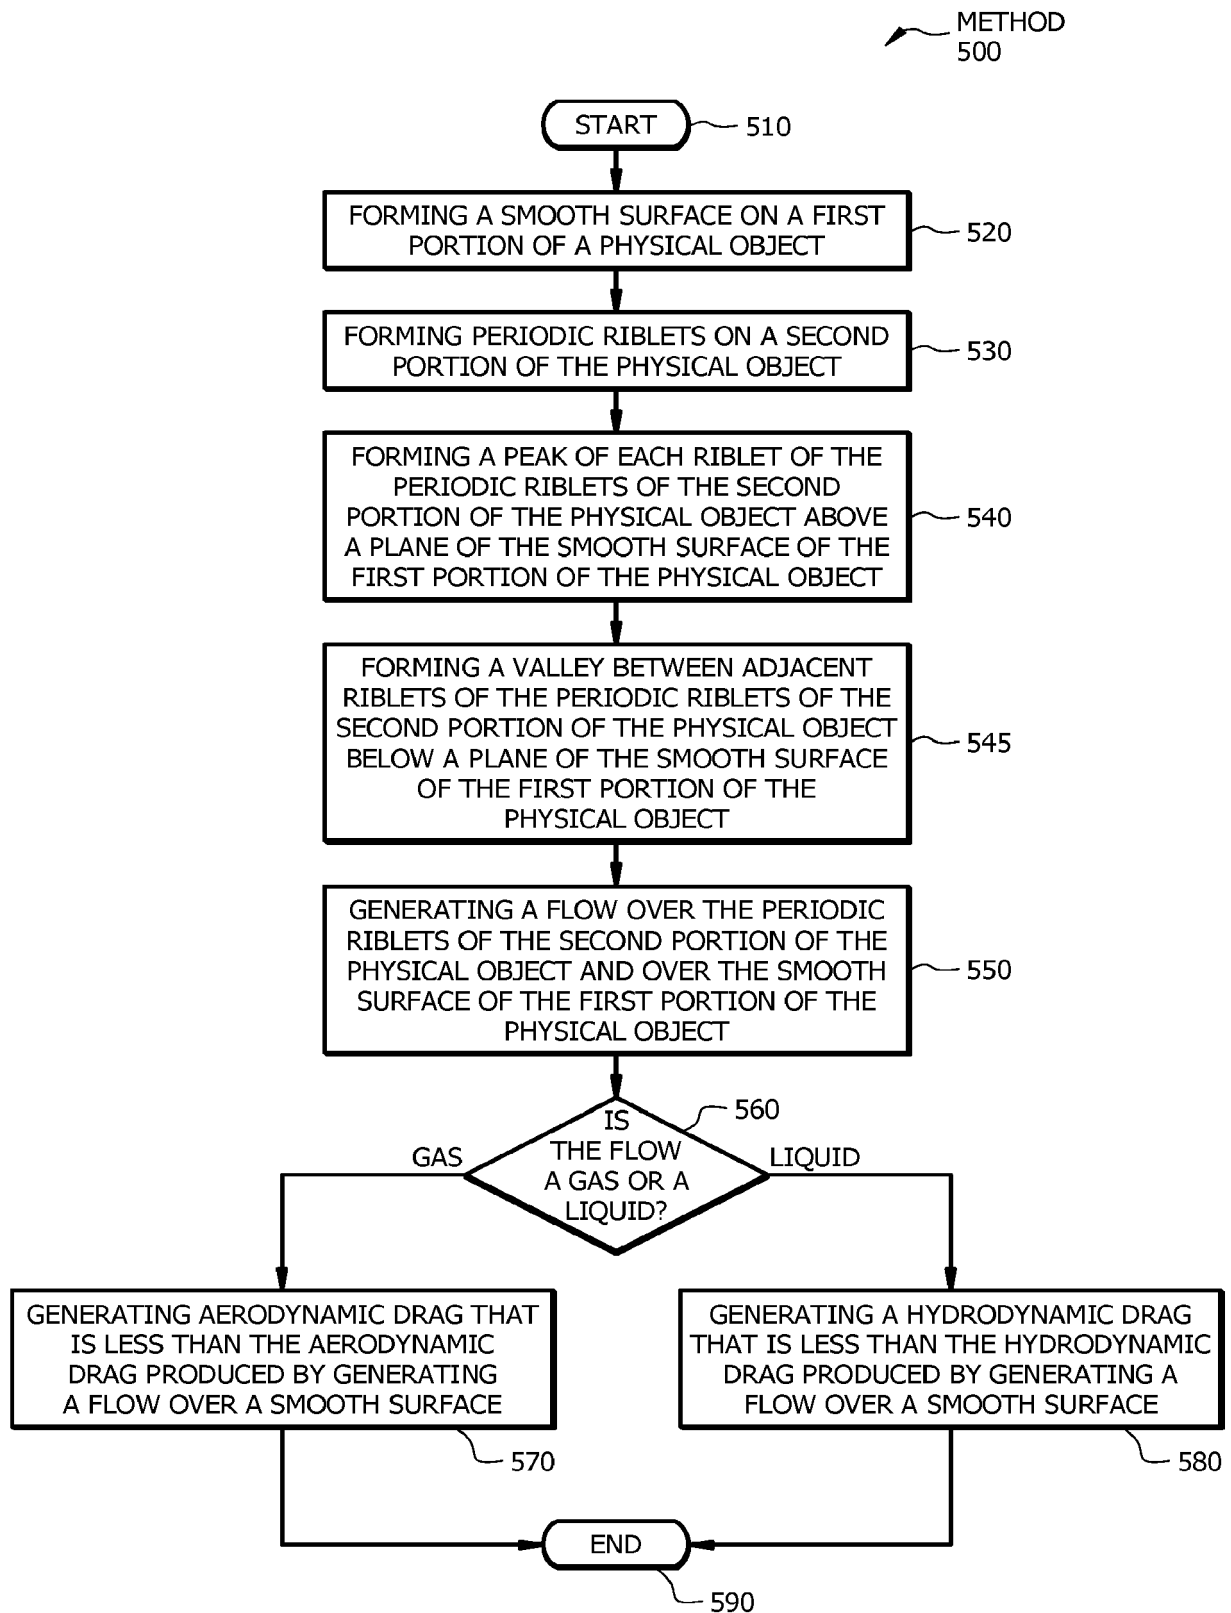 METHOD
500
START
510
FORMING A SMOOTH SURFACE ON A FIRST
PORTION OF A PHYSICAL OBJECT
520
FORMING PERIODIC RIBLETS ON A SECOND
PORTION OF THE PHYSICAL OBJECT
530
FORMING A PEAK OF EACH RIBLET OF THE
PERIODIC RIBLETS OF THE SECOND
PORTION OF THE PHYSICAL OBJECT ABOVE
A PLANE OF THE SMOOTH SURFACE OF THE
FIRST PORTION OF THE PHYSICAL OBJECT
540
FORMING A VALLEY BETWEEN ADJACENT
RIBLETS OF THE PERIODIC RIBLETS OF THE
SECOND PORTION OF THE PHYSICAL OBJECT
BELOW A PLANE OF THE SMOOTH SURFACE
OF THE FIRST PORTION OF THE
PHYSICAL OBJECT
545
GENERATING A FLOW OVER THE PERIODIC
RIBLETS OF THE SECOND PORTION OF THE
PHYSICAL OBJECT AND OVER THE SMOOTH
SURFACE OF THE FIRST PORTION OF THE
PHYSICAL OBJECT
550
IS
THE FLOW
A GAS OR A
LIQUID?
560
GAS
LIQUID
GENERATING AERODYNAMIC DRAG THAT
IS LESS THAN THE AERODYNAMIC
DRAG PRODUCED BY GENERATING
A FLOW OVER A SMOOTH SURFACE
570
GENERATING A HYDRODYNAMIC DRAG
THAT IS LESS THAN THE HYDRODYNAMIC
DRAG PRODUCED BY GENERATING A
FLOW OVER A SMOOTH SURFACE
580
END
590